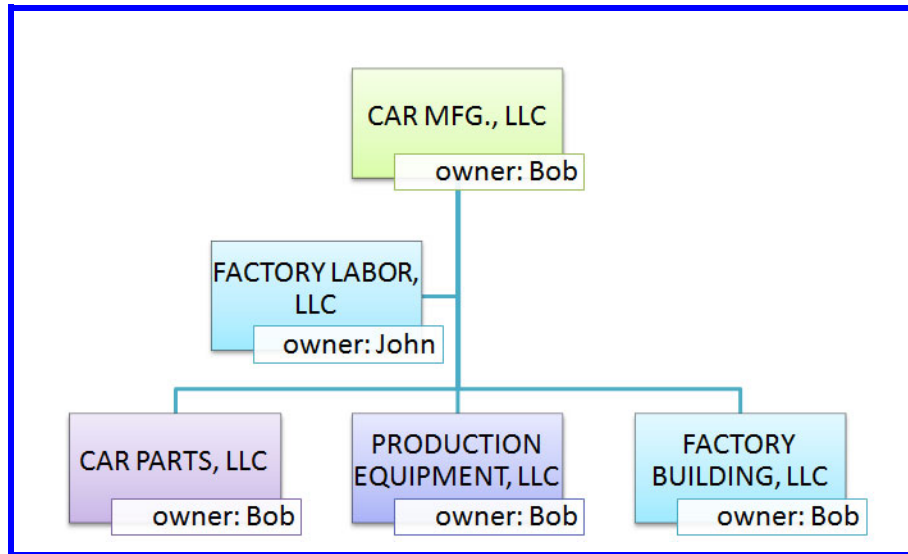 CAR MFG., LLC
owner: Bob
FACTORY LABOR,
LLC
owner: John
CAR PARTS, LLC
owner: Bob
PRODUCTION
EQUIPMENT, LLC
owner: Bob
FACTORY
BUILDING, LLC
owner: Bob